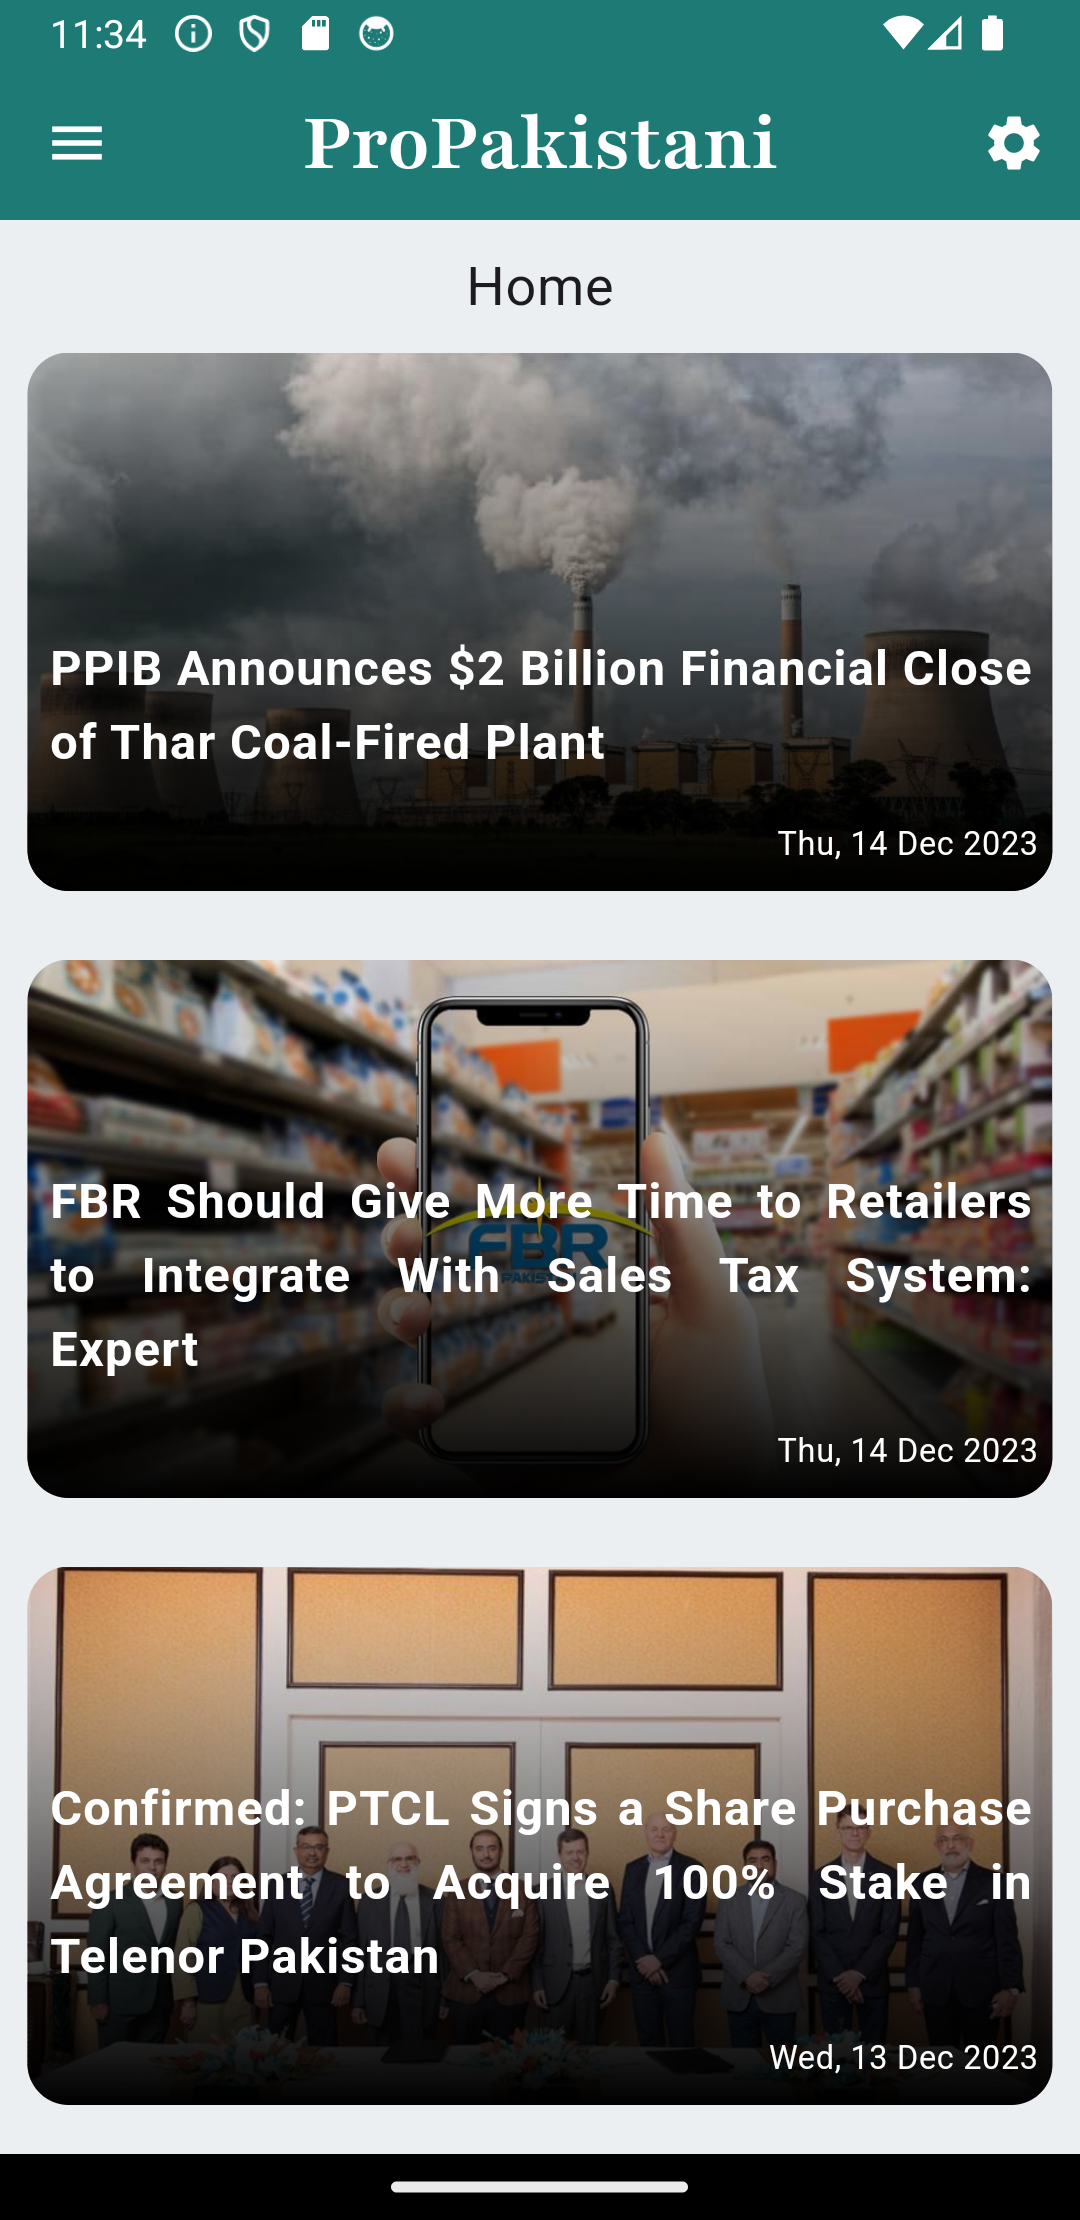 11:34
ProPakistani
Home
PPIB Announces $2 Billion Financial Close
of Thar Coal-Fired Plant
Thu, 14 Dec 2023
FBR Should Give More Time to Retailers
to Integrate With Sales Tax System:
Expert
FBR
PAKIS
Thu, 14 Dec 2023
Confirmed: PTCL Signs a Share Purchase
Agreement to Acquire 100% Stake in
Telenor Pakistan
Wed, 13 Dec 2023